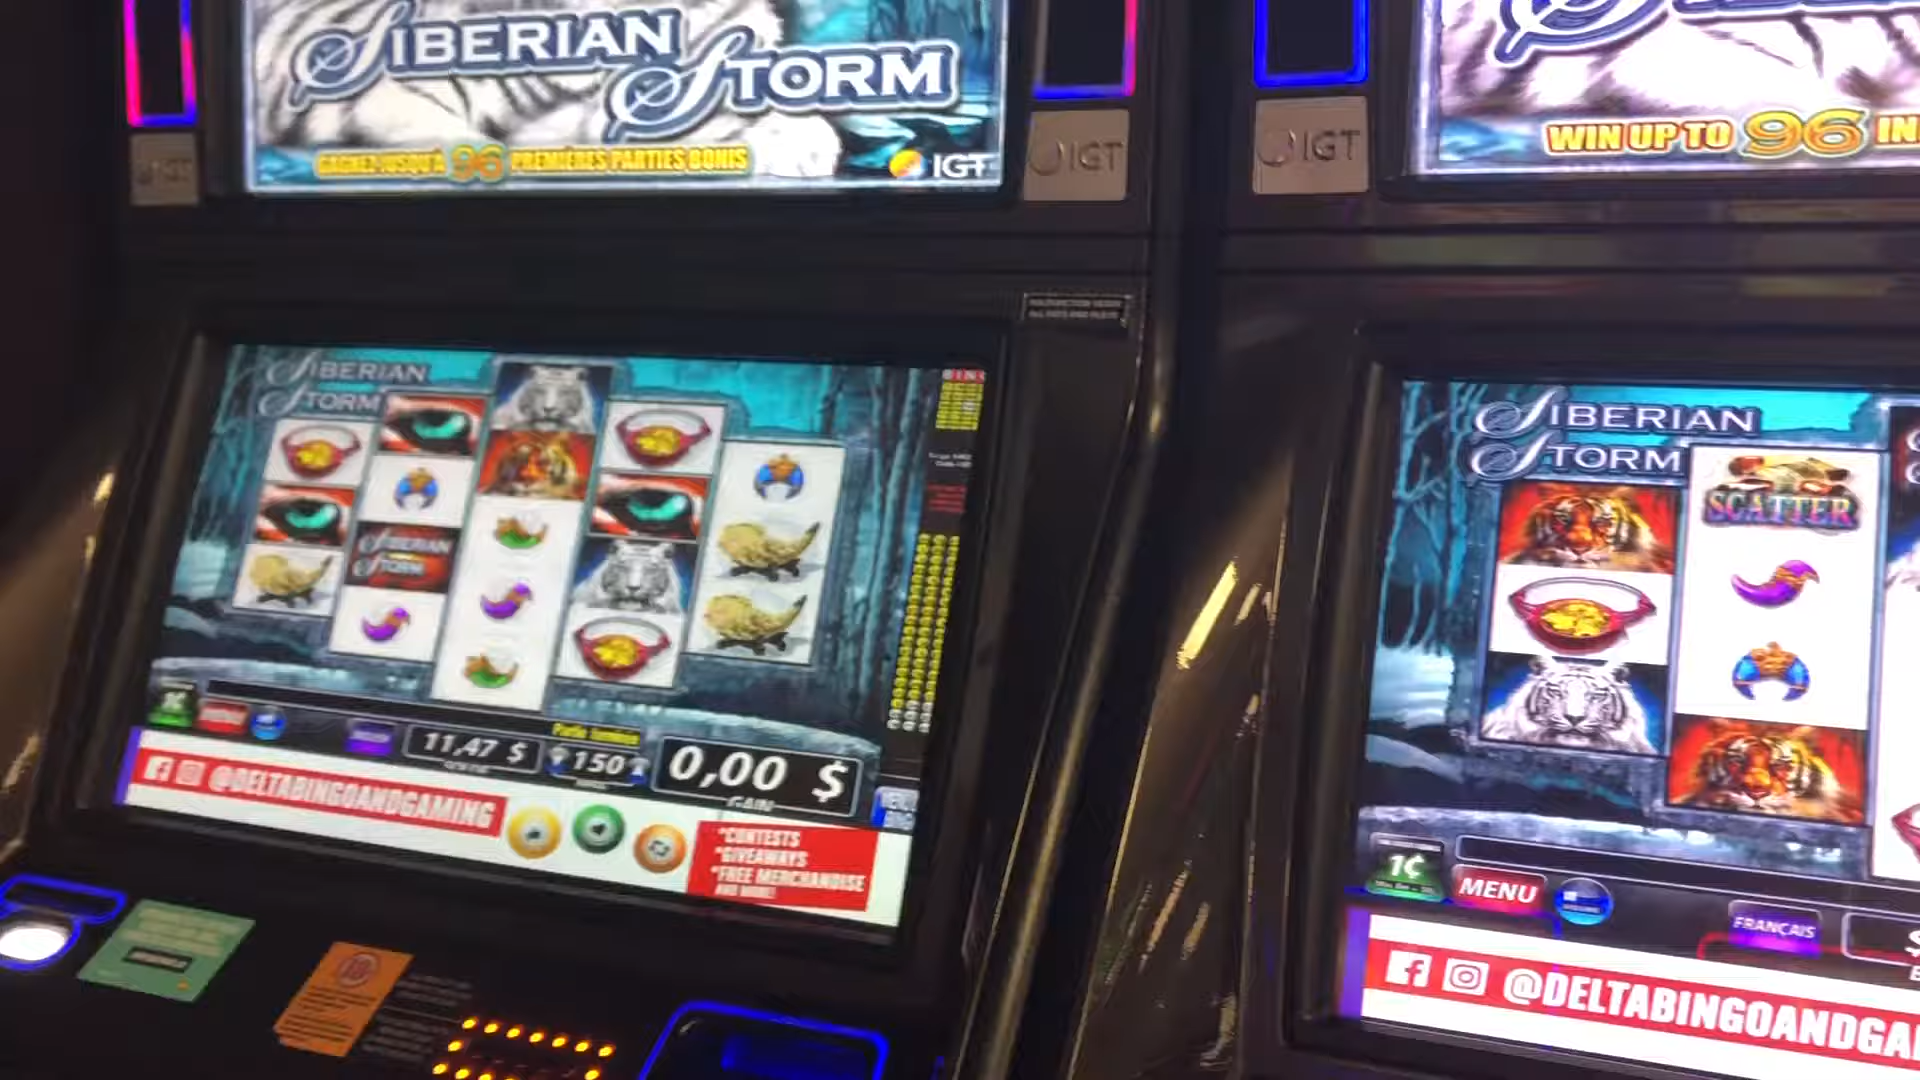 SIBERIAN
STORM
GAGNEZ JUSQU'À 96 PREMIÈRES PARTIES BONIS
IGT
IGT
IGT
WIN UP TO 96 IN
SIBERIAN
STORM
SIBERIAN
STORM
11,47 $
150
0,00 $
GAIN
@DELTABINGOANDGAMING
*CONTESTS
*GIVEAWAYS
*FREE MERCHANDISE
AND MORE!
SIBERIAN
STORM
SCATTER
1¢
MENU
FRANÇAIS
$
@DELTABINGOANDGA